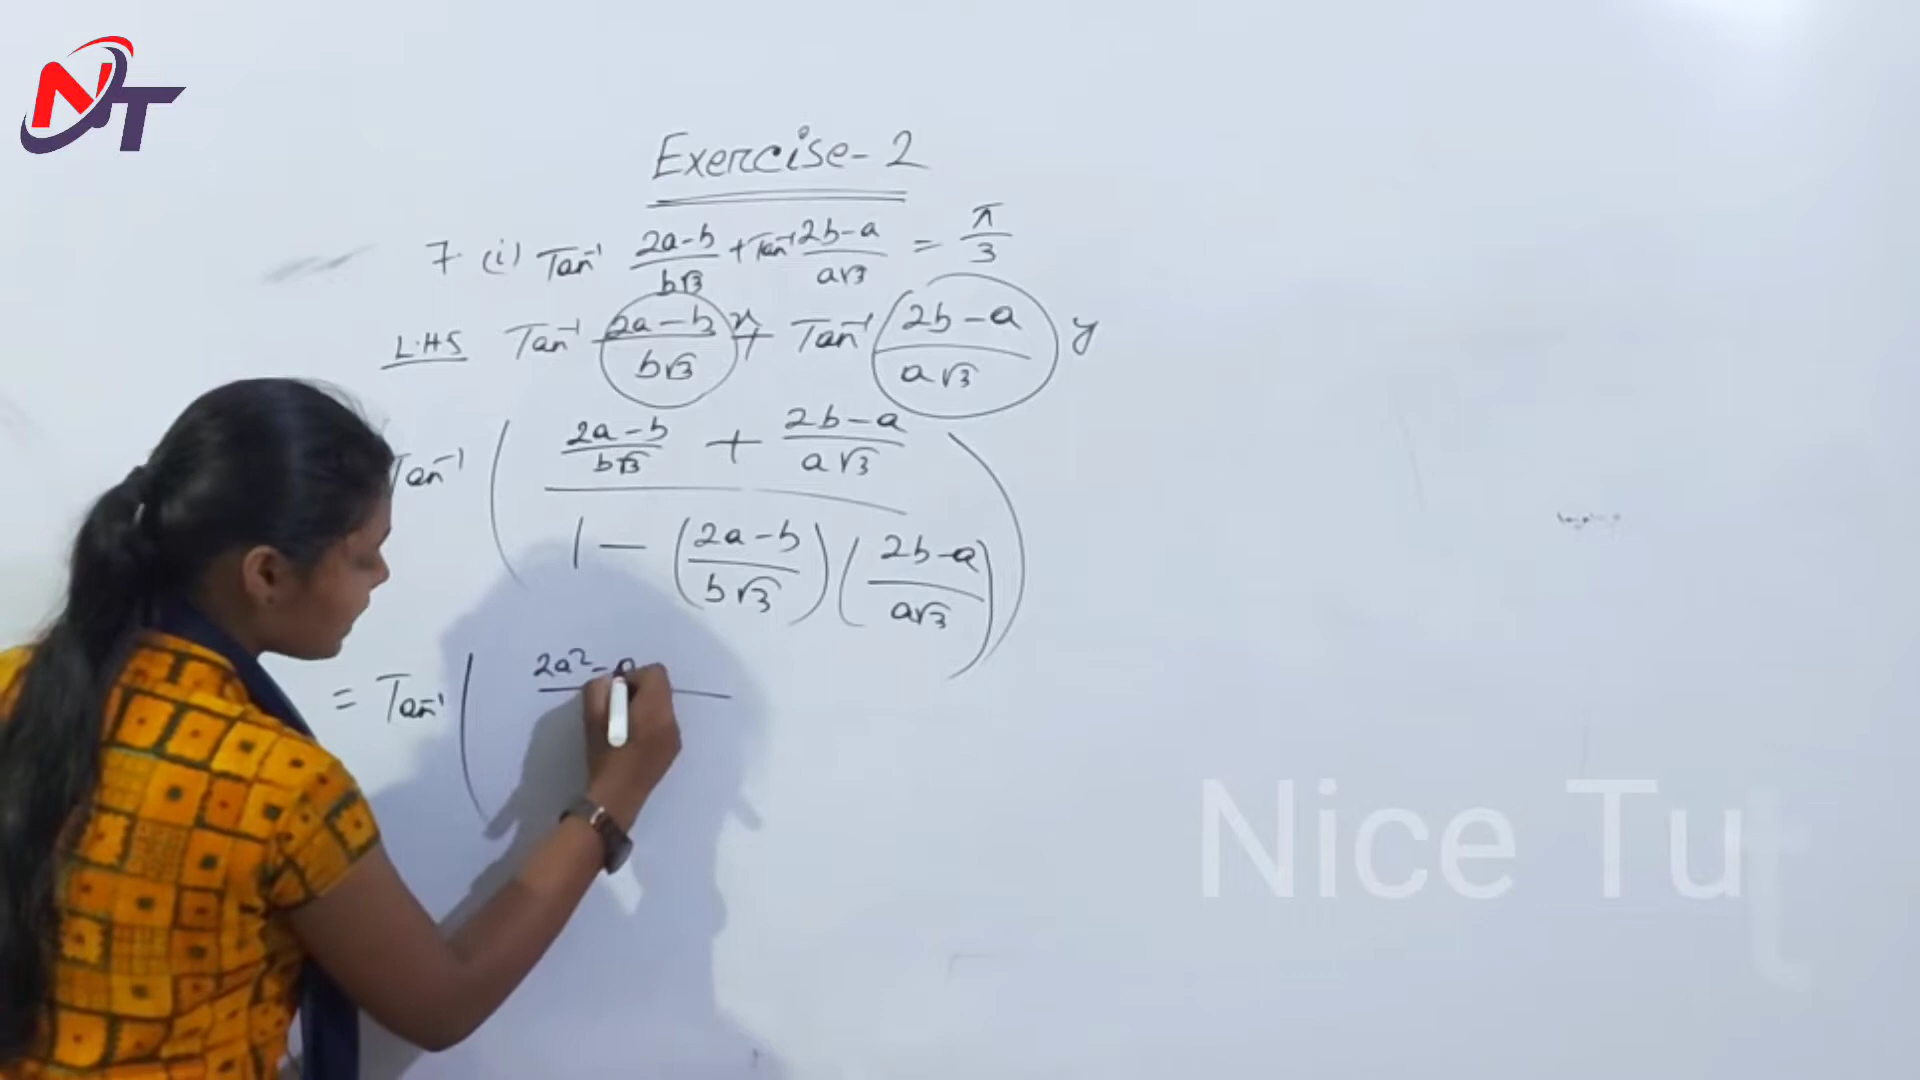 NT
Exercise-2
7. (i) Tan⁻¹ (2a-b)/(b√3) + Tan⁻¹ (2b-a)/(a√3) = π/3
L.H.S Tan⁻¹ (2a-b)/(b√3) x + Tan⁻¹ (2b-a)/(a√3) y
Tan⁻¹ ( ((2a-b)/(b√3) + (2b-a)/(a√3)) / (1 - ((2a-b)/(b√3)) ((2b-a)/(a√3))) )
= Tan⁻¹ ( 2a² - a
Nice Tut